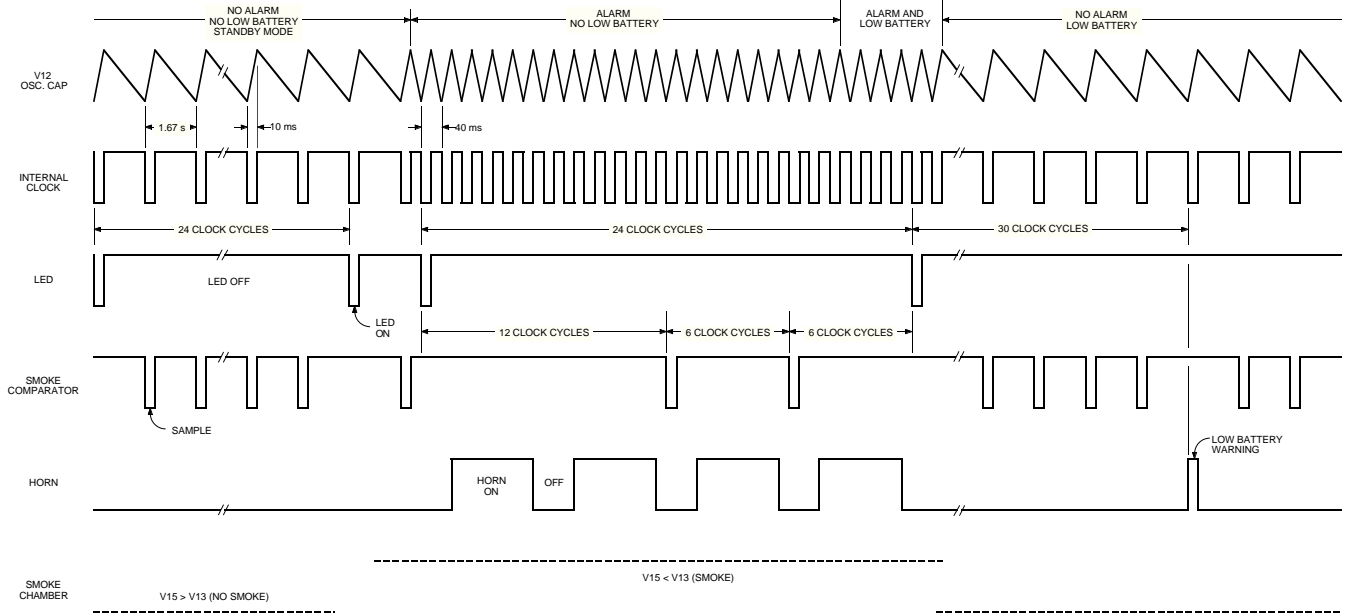 NO ALARM
NO LOW BATTERY
STANDBY MODE
ALARM
NO LOW BATTERY
ALARM AND
LOW BATTERY
NO ALARM
LOW BATTERY
V12
OSC. CAP
1.67 s
10 ms
40 ms
INTERNAL
CLOCK
24 CLOCK CYCLES
24 CLOCK CYCLES
30 CLOCK CYCLES
LED
LED OFF
LED
ON
12 CLOCK CYCLES
6 CLOCK CYCLES
6 CLOCK CYCLES
SMOKE
COMPARATOR
SAMPLE
LOW BATTERY
WARNING
HORN
HORN
ON
OFF
SMOKE
CHAMBER
V15 < V13 (SMOKE)
V15 > V13 (NO SMOKE)